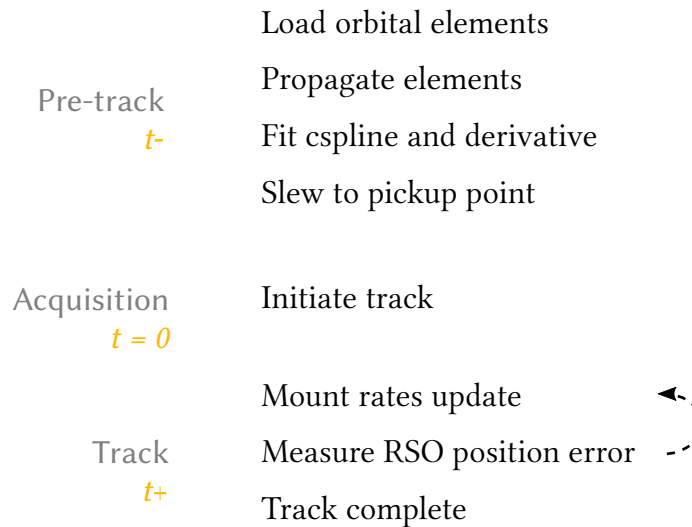 Load orbital elements
Pre-track
Propagate elements
t-
Fit cspline and derivative
Slew to pickup point
Acquisition
Initiate track
t = 0
Mount rates update
Track
Measure RSO position error
t+
Track complete